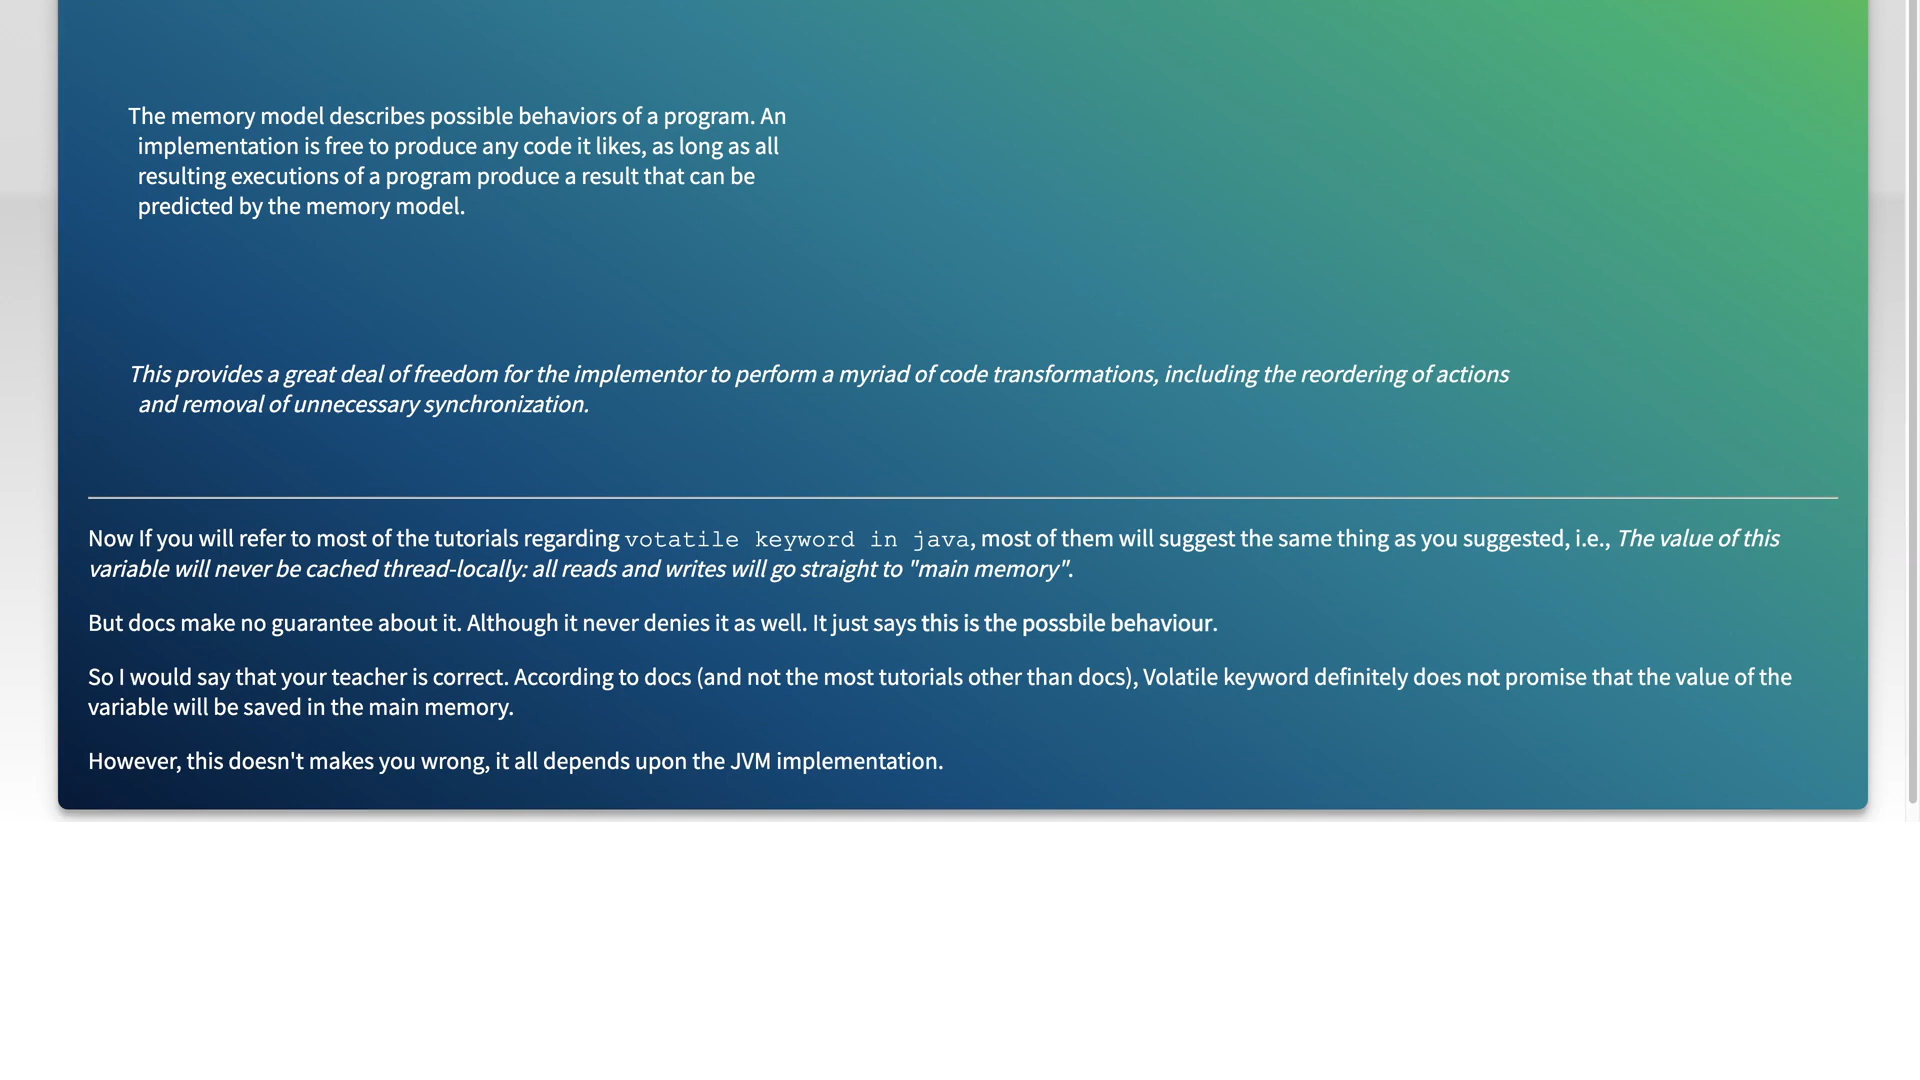 The memory model describes possible behaviors of a program. An
implementation is free to produce any code it likes, as long as all
resulting executions of a program produce a result that can be
predicted by the memory model.
This provides a great deal of freedom for the implementor to perform a myriad of code transformations, including the reordering of actions
and removal of unnecessary synchronization.
Now If you will refer to most of the tutorials regarding votatile keyword in java, most of them will suggest the same thing as you suggested, i.e., The value of this
variable will never be cached thread-locally: all reads and writes will go straight to "main memory".
But docs make no guarantee about it. Although it never denies it as well. It just says this is the possbile behaviour.
So I would say that your teacher is correct. According to docs (and not the most tutorials other than docs), Volatile keyword definitely does not promise that the value of the
variable will be saved in the main memory.
However, this doesn't makes you wrong, it all depends upon the JVM implementation.